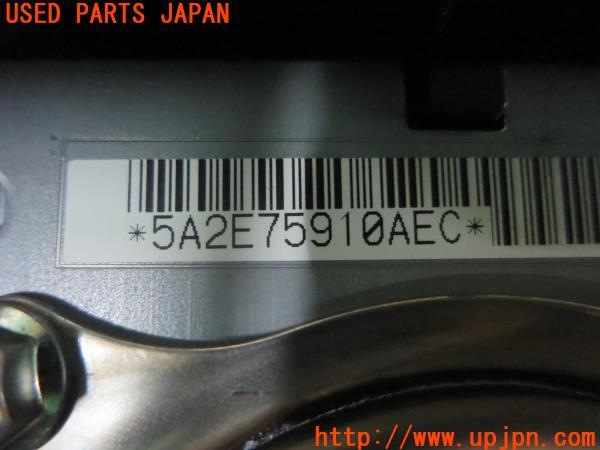 USED PARTS JAPAN
*5A2E75910AEC*
http://www.upjpn.com